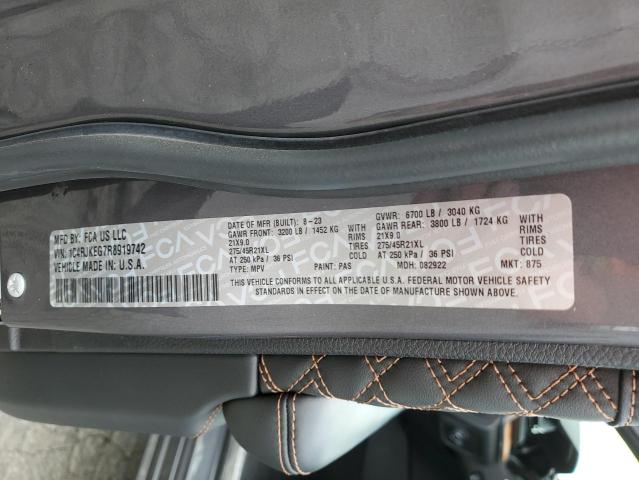 MFD BY: FCA US LLC
VIN: 1C4RJKEG7R8919742
VEHICLE MADE IN U.S.A.
DATE OF MFR (BUILT): 8-23
GAWR FRONT: 3200 LB / 1452 KG WITH
21X9.0 RIMS
275/45R21XL TIRES
AT 250 kPa / 36 PSI COLD
TYPE: MPV PAINT: PAS
GVWR: 6700 LB / 3040 KG
GAWR REAR: 3800 LB / 1724 KG WITH
21X9.0 RIMS
275/45R21XL TIRES
AT 250 kPa / 36 PSI COLD
MDH: 082922 MKT: 875
THIS VEHICLE CONFORMS TO ALL APPLICABLE U.S.A. FEDERAL MOTOR VEHICLE SAFETY
STANDARDS IN EFFECT ON THE DATE OF MANUFACTURE SHOWN ABOVE.